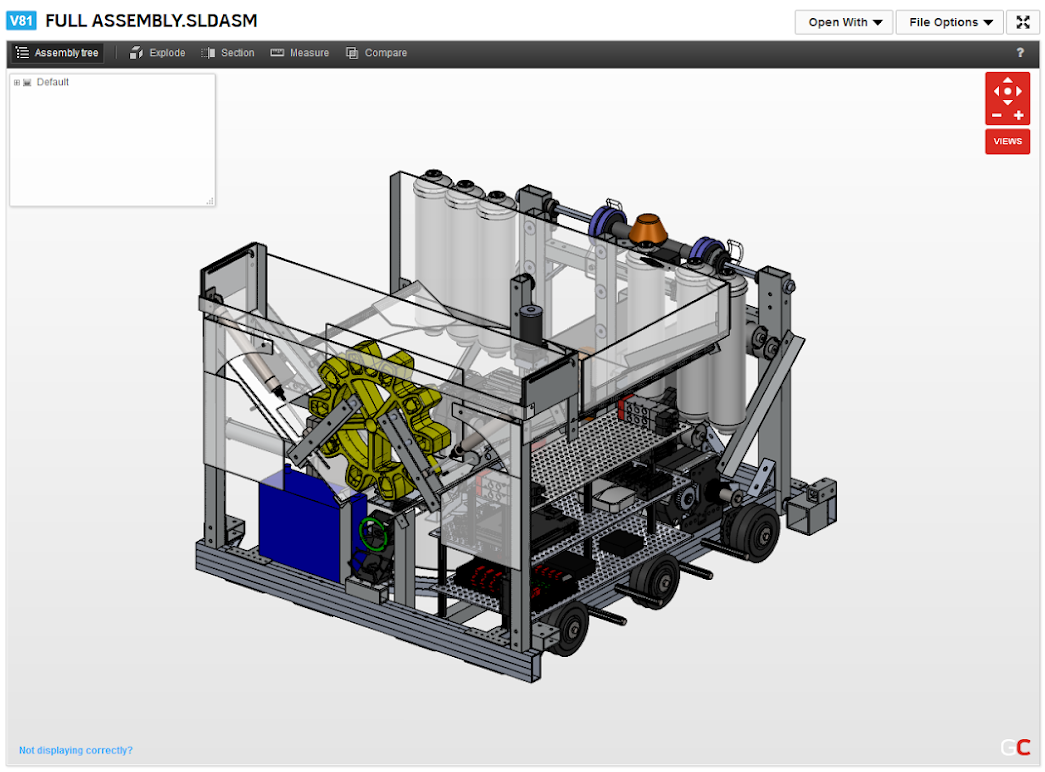 V81 FULL ASSEMBLY.SLDASM Open With File Options
Assembly tree Explode Section Measure Compare ?
Default
VIEWS
Not displaying correctly?
GC